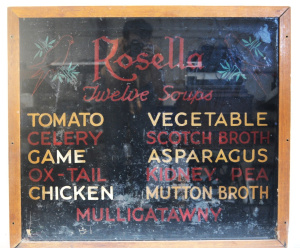 Rosella
Twelve Soups
TOMATO VEGETABLE
CELERY SCOTCH BROTH
GAME ASPARAGUS
OX-TAIL KIDNEY PEA
CHICKEN MUTTON BROTH
MULLIGATAWNY